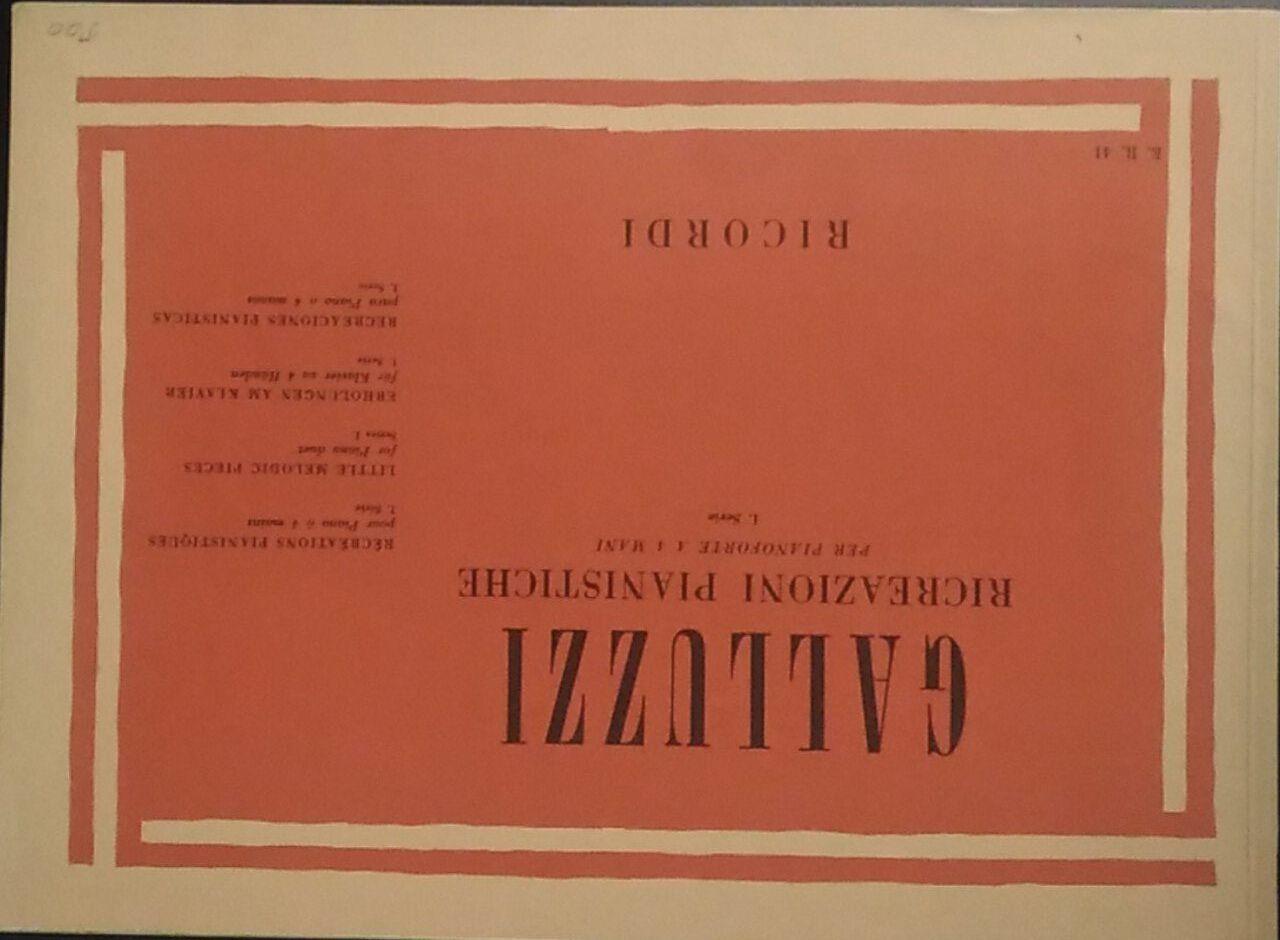 GALLUZZI
RICREAZIONI PIANISTICHE
PER PIANOFORTE A 4 MANI
I. Serie
RÉCRÉATIONS PIANISTIQUES
pour Piano à 4 mains
I. Série
LITTLE MELODIC PIECES
for Piano duet
Series I
ERHOLUNGEN AM KLAVIER
für Klavier zu 4 Händen
I. Serie
RECREACIONES PIANISTICAS
para Piano a 4 manos
I. Serie
RICORDI
E. R. 41
500